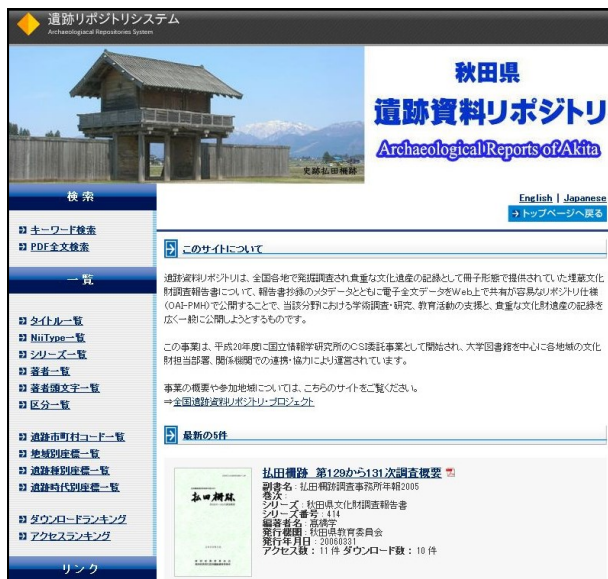 遺跡リポジトリシステム
Archaeologiacal Repositories System
秋田県
遺跡資料リポジトリ
Archaeological Reports of Akita
史跡払田柵跡
検索
キーワード検索
PDF全文検索
一覧
タイトル一覧
NiiType一覧
シリーズ一覧
著者一覧
著者頭文字一覧
区分一覧
遺跡市町村コード一覧
地域別座標一覧
遺跡種別座標一覧
遺跡時代別座標一覧
ダウンロードランキング
アクセスランキング
リンク
English | Japanese
トップページへ戻る
このサイトについて
遺跡資料リポジトリは、全国各地で発掘調査され貴重な文化遺産の記録として冊子形態で提供されていた埋蔵文化
財調査報告書について、報告書抄録のメタデータとともに電子全文データをWeb上で共有が容易なリポジトリ仕様
(OAI-PMH)で公開することで、当該分野における学術調査・研究、教育活動の支援と、貴重な文化財遺産の記録を
広く一般に公開しようとするものです。
この事業は、平成20年度に国立情報学研究所のCSI委託事業として開始され、大学図書館を中心に各地域の文化
財担当部署、関係機関での連携・協力により運営されています。
事業の概要や参加地域については、こちらのサイトをご覧ください。
⇒全国遺跡資料リポジトリ・プロジェクト
最新の5件
払田柵跡
払田柵跡 第129から131次調査概要
副書名 : 払田柵跡調査事務所年報2005
巻次 :
シリーズ : 秋田県文化財調査報告書
シリーズ番号 : 414
編著者名 : 高橋学
発行機関 : 秋田県教育委員会
発行年月日 : 20060331
アクセス数 : 11 件 ダウンロード数 : 10 件